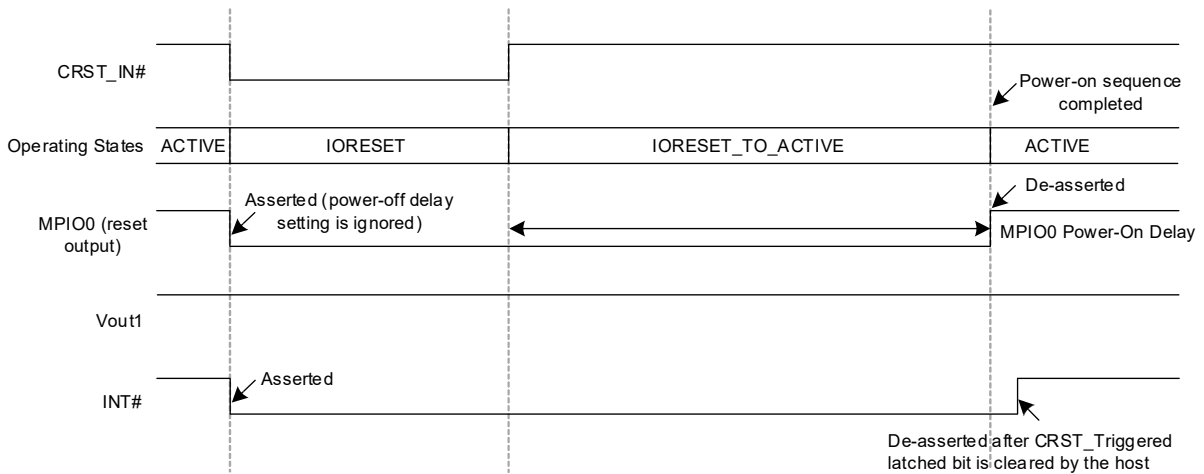 CRST_IN#
Power-on sequence
completed
Operating States ACTIVE IORESET IORESET_TO_ACTIVE ACTIVE
De-asserted
Asserted (power-off delay
setting is ignored)
MPIO0 (reset
output)
MPIO0 Power-On Delay
Vout1
Asserted
INT#
De-asserted after CRST_Triggered
latched bit is cleared by the host